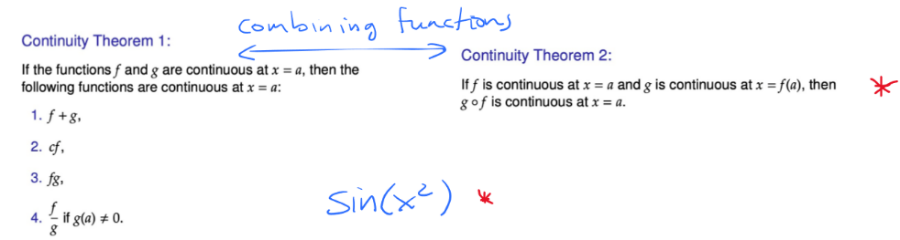 combining functions
Continuity Theorem 1:
If the functions f and g are continuous at x = a, then the
following functions are continuous at x = a:
1. f + g,
2. cf,
3. fg,
4. f/g if g(a) ≠ 0.
Continuity Theorem 2:
If f is continuous at x = a and g is continuous at x = f(a), then
g ∘ f is continuous at x = a.
*
sin(x²) *